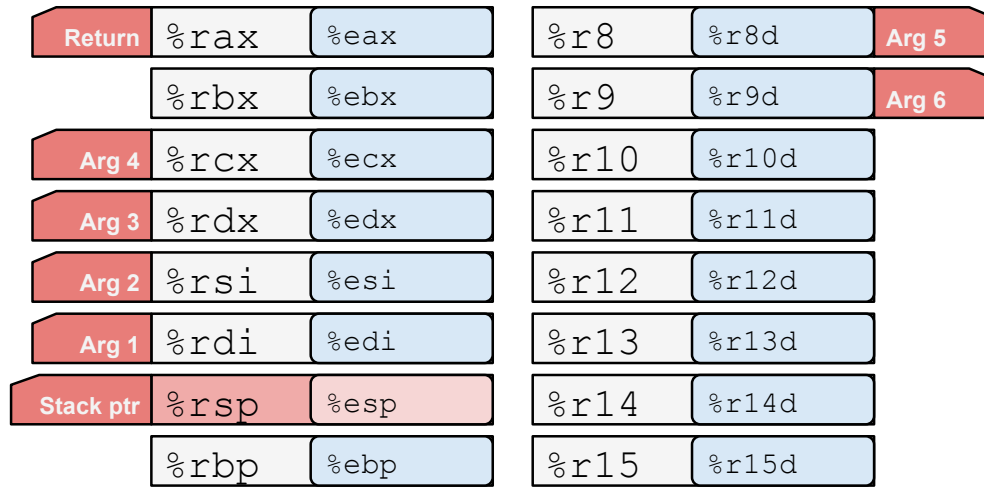 Return %rax %eax %r8 %r8d Arg 5
%rbx %ebx %r9 %r9d Arg 6
Arg 4 %rcx %ecx %r10 %r10d
Arg 3 %rdx %edx %r11 %r11d
Arg 2 %rsi %esi %r12 %r12d
Arg 1 %rdi %edi %r13 %r13d
Stack ptr %rsp %esp %r14 %r14d
%rbp %ebp %r15 %r15d